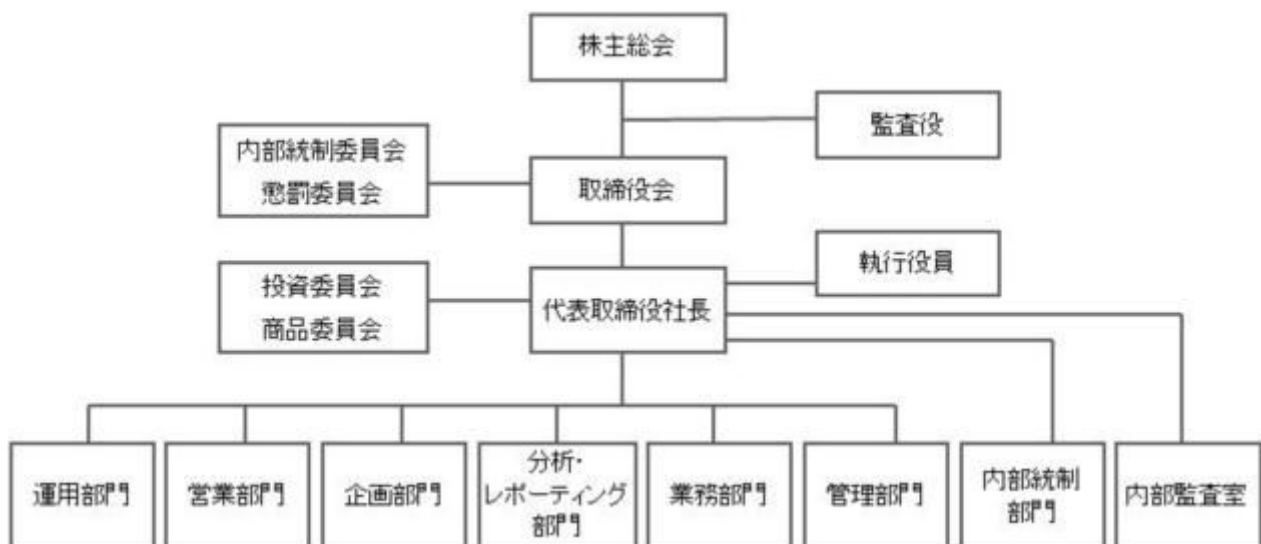 株主総会
監査役
内部統制委員会
懲罰委員会
取締役会
執行役員
投資委員会
商品委員会
代表取締役社長
運用部門
営業部門
企画部門
分析・
レポーティング
部門
業務部門
管理部門
内部統制
部門
内部監査室